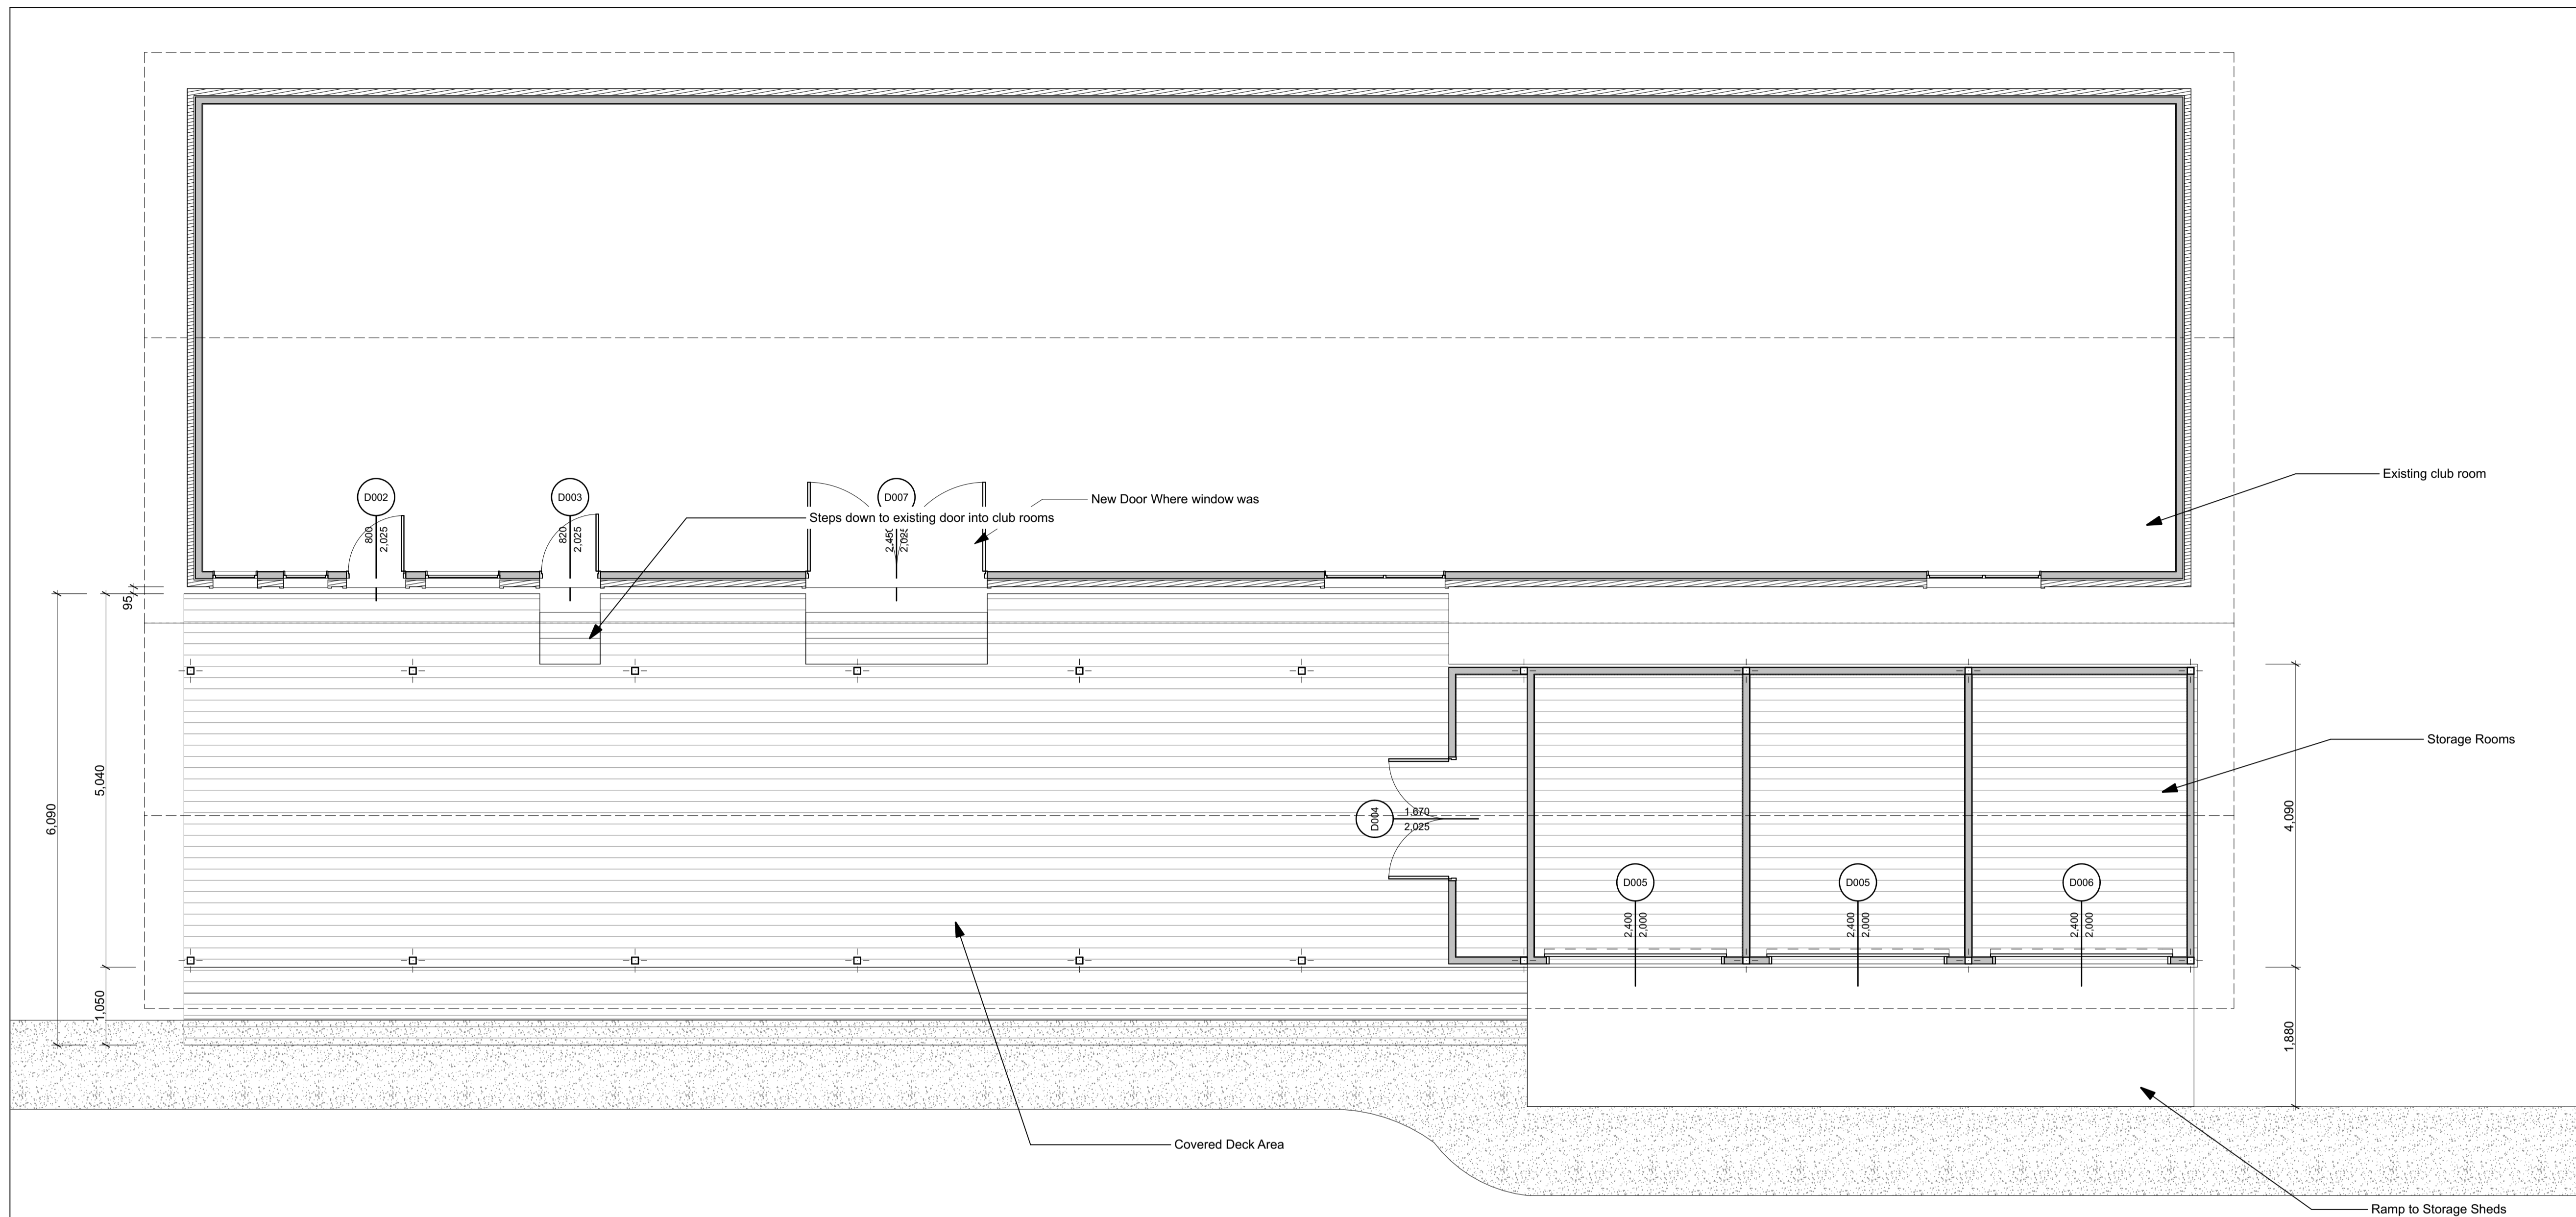 Existing club room
D002
800
2,025
D003
820
2,025
D007
2,450
2,025
New Door Where window was
Steps down to existing door into club rooms
95
6,090
5,040
1,050
Storage Rooms
D004
1,670
2,025
4,090
D005
2,400
2,000
D005
2,400
2,000
D006
2,400
2,000
1,880
Covered Deck Area
Ramp to Storage Sheds